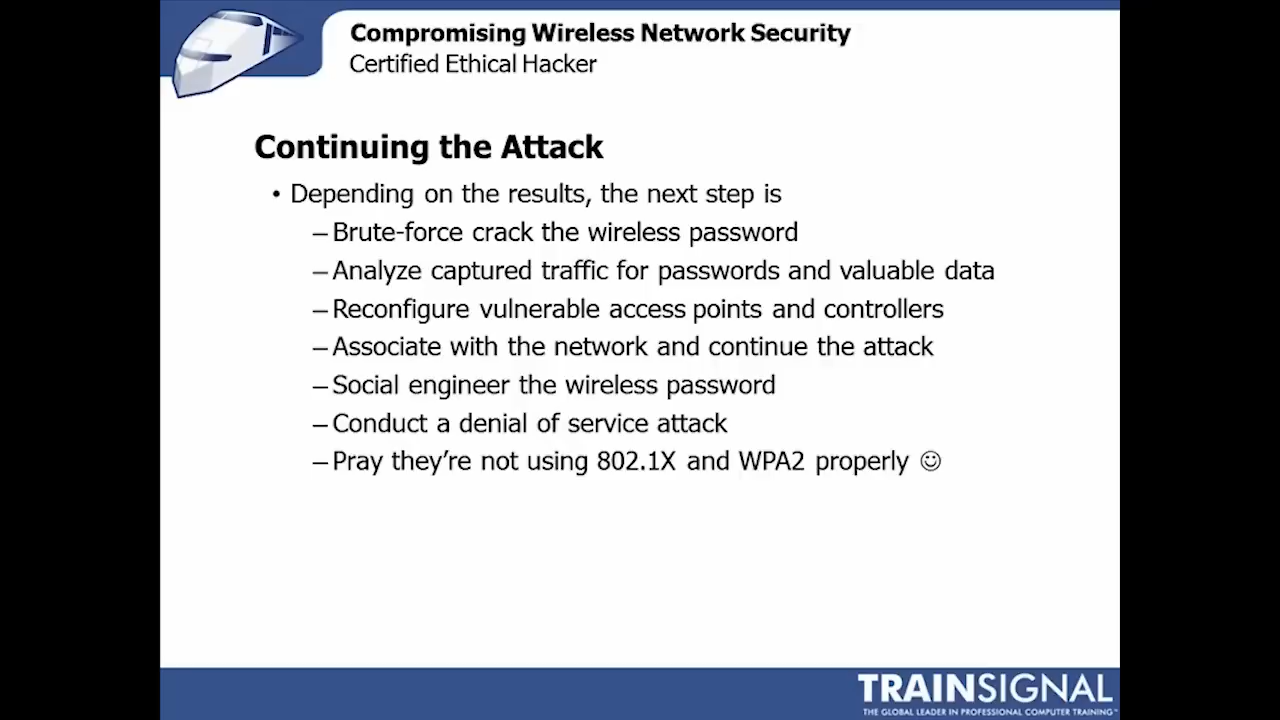 Compromising Wireless Network Security
Certified Ethical Hacker
Continuing the Attack
• Depending on the results, the next step is
– Brute-force crack the wireless password
– Analyze captured traffic for passwords and valuable data
– Reconfigure vulnerable access points and controllers
– Associate with the network and continue the attack
– Social engineer the wireless password
– Conduct a denial of service attack
– Pray they’re not using 802.1X and WPA2 properly ☺
TRAINSIGNAL
THE GLOBAL LEADER IN PROFESSIONAL COMPUTER TRAINING™